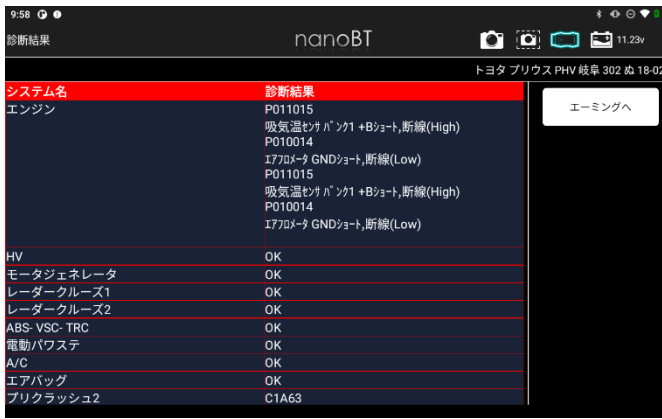 9:58
診断結果
nanoBT
11.23v
トヨタ プリウス PHV 岐阜 302 ぬ 18-02
システム名 診断結果
エーミングへ
エンジン P011015
吸気温ｾﾝｻ ﾊﾞﾝｸ1 +Bｼｮｰﾄ,断線(High)
P010014
ｴｱﾌﾛﾒｰﾀ GNDｼｮｰﾄ,断線(Low)
P011015
吸気温ｾﾝｻ ﾊﾞﾝｸ1 +Bｼｮｰﾄ,断線(High)
P010014
ｴｱﾌﾛﾒｰﾀ GNDｼｮｰﾄ,断線(Low)
HV OK
モータジェネレータ OK
レーダークルーズ1 OK
レーダークルーズ2 OK
ABS- VSC- TRC OK
電動パワステ OK
A/C OK
エアバッグ OK
プリクラッシュ2 C1A63